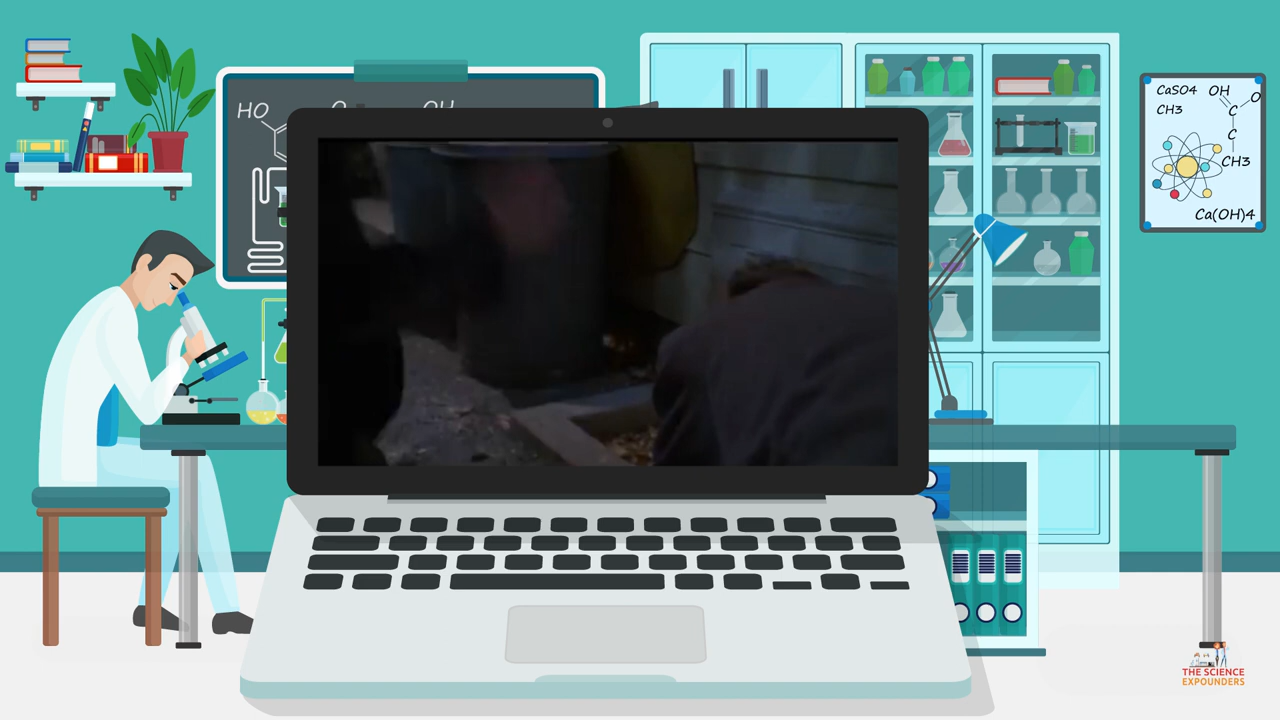 HO
OH
CaSO4 OH
O
CH3
C
C
CH3
Ca(OH)4
THE SCIENCE
EXPOUNDERS